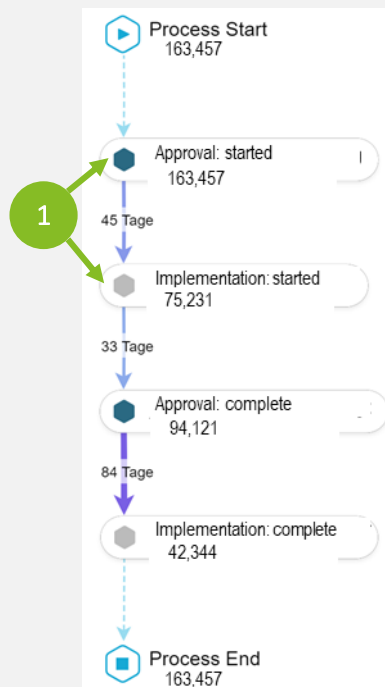 Process Start
163,457
Approval: started
163,457
1
45 Tage
Implementation: started
75,231
33 Tage
Approval: complete
94,121
84 Tage
Implementation: complete
42,344
Process End
163,457